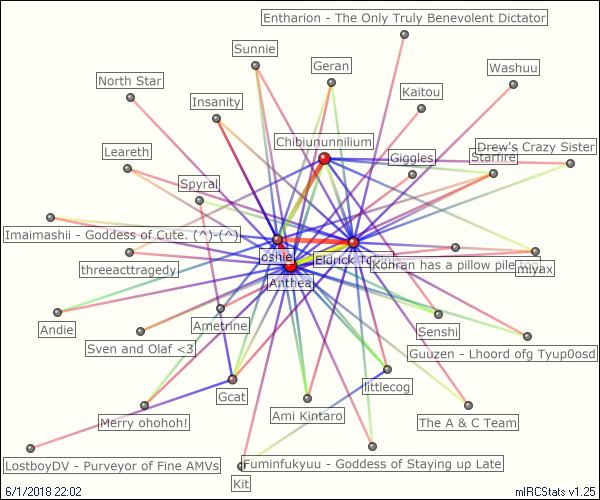 Entharion - The Only Truly Benevolent Dictator
Sunnie
Geran
Washuu
North Star
Kaitou
Insanity
Chibiununnilium
Drew's Crazy Sister
Leareth
Giggles
Starfire
Spyral
Imaimashii - Goddess of Cute. (^)-(^)
oshie
Eldrick
Konran has a pillow pile
miyax
threeacttragedy
Anthea
Andie
Ametrine
Senshi
Sven and Olaf <3
Guuzen - Lhoord ofg Tyup0osd
littlecog
Gcat
Merry ohohoh!
Ami Kintaro
The A & C Team
LostboyDV - Purveyor of Fine AMVs
Fuminfukyuu - Goddess of Staying up Late
Kit
6/1/2018 22:02
mIRCStats v1.25